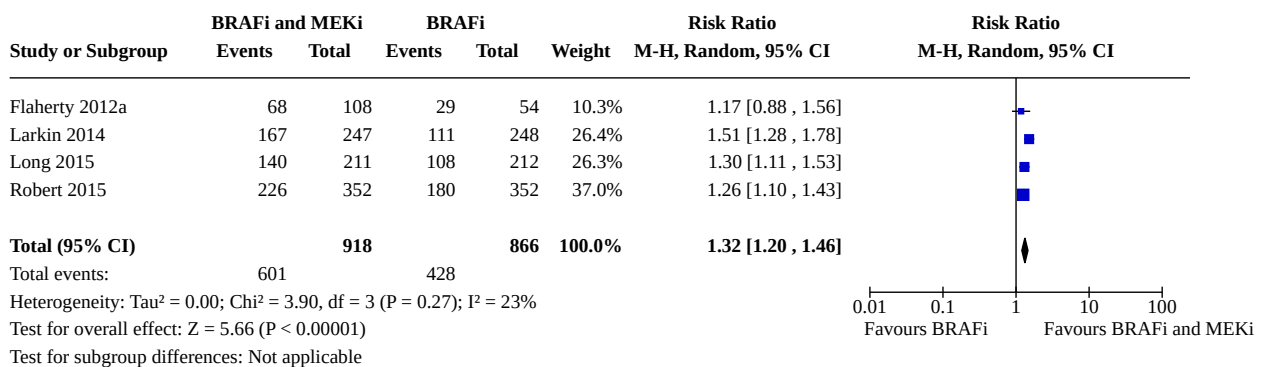 BRAFi and MEKi BRAFi Risk Ratio Risk Ratio
Study or Subgroup Events Total Events Total Weight M-H, Random, 95% CI M-H, Random, 95% CI
Flaherty 2012a 68 108 29 54 10.3% 1.17 [0.88 , 1.56]
Larkin 2014 167 247 111 248 26.4% 1.51 [1.28 , 1.78]
Long 2015 140 211 108 212 26.3% 1.30 [1.11 , 1.53]
Robert 2015 226 352 180 352 37.0% 1.26 [1.10 , 1.43]
Total (95% CI) 918 866 100.0% 1.32 [1.20 , 1.46]
Total events: 601 428
Heterogeneity: Tau² = 0.00; Chi² = 3.90, df = 3 (P = 0.27); I² = 23%
0.01 0.1 1 10 100
Test for overall effect: Z = 5.66 (P < 0.00001) Favours BRAFi Favours BRAFi and MEKi
Test for subgroup differences: Not applicable